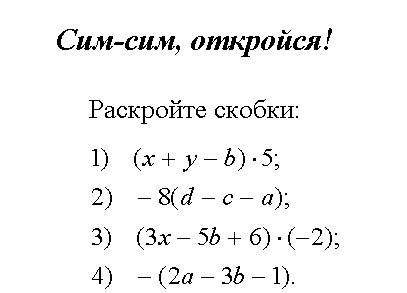 Сим-сим, откройся!
Раскройте скобки:
1) (x + y − b) · 5;
2) − 8(d − c − a);
3) (3x − 5b + 6) · (−2);
4) − (2a − 3b − 1).